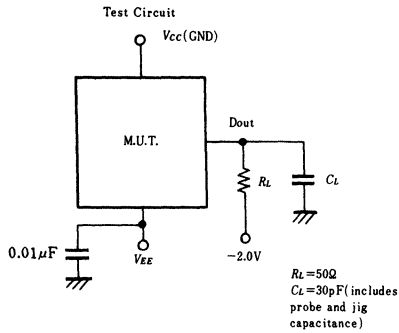 Test Circuit
Vcc(GND)
M.U.T.
Dout
RL
CL
0.01μF
VEE
−2.0V
RL=50Ω
CL=30pF(includes
probe and jig
capacitance)